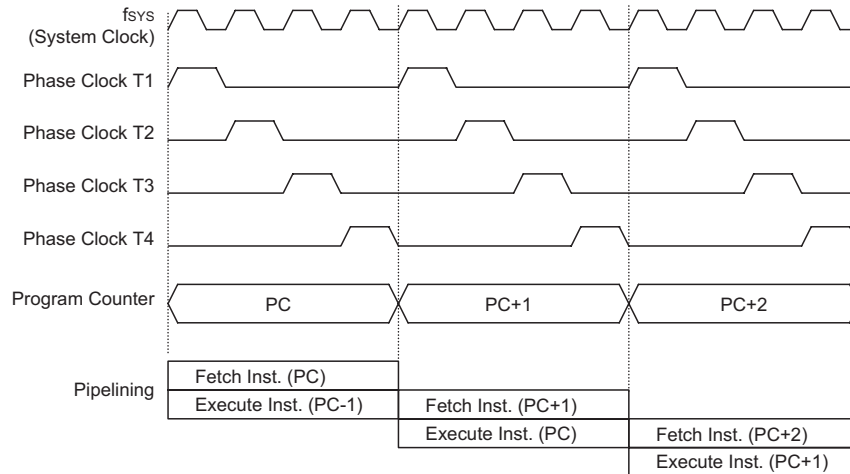 fSYS
(System Clock)
Phase Clock T1
Phase Clock T2
Phase Clock T3
Phase Clock T4
Program Counter
PC
PC+1
PC+2
Pipelining
Fetch Inst. (PC)
Execute Inst. (PC-1)
Fetch Inst. (PC+1)
Execute Inst. (PC)
Fetch Inst. (PC+2)
Execute Inst. (PC+1)